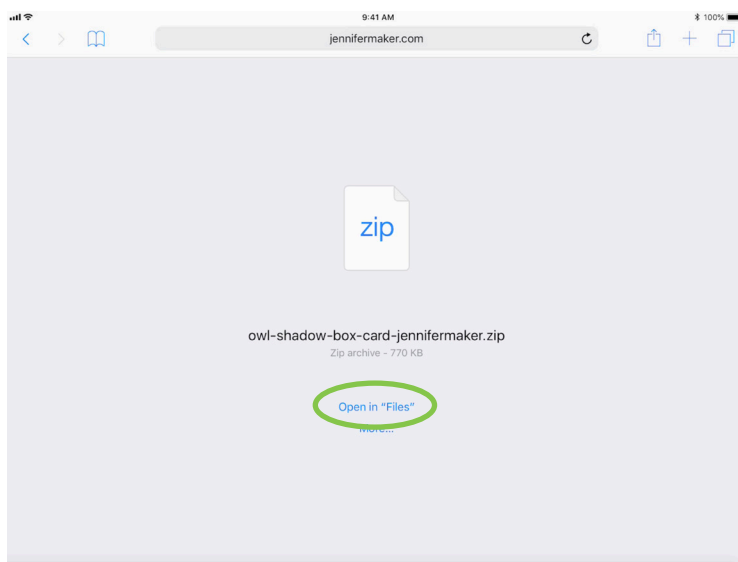 9:41 AM
100%
jennifermaker.com
zip
owl-shadow-box-card-jennifermaker.zip
Zip archive - 770 KB
Open in “Files”
More...